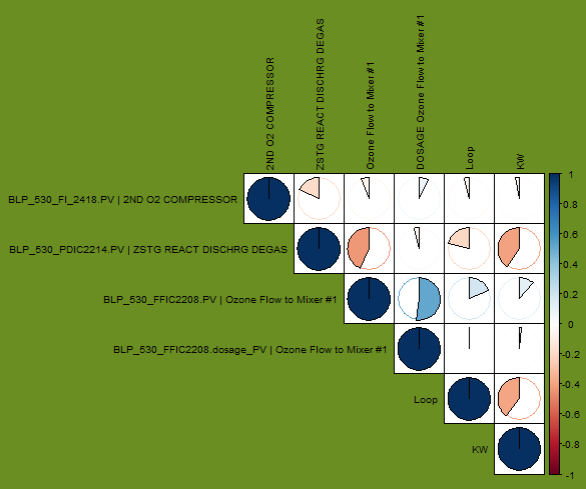 2ND O2 COMPRESSOR
ZSTG REACT DISCHRG DEGAS
Ozone Flow to Mixer #1
DOSAGE Ozone Flow to Mixer #1
Loop
KW
BLP_530_FI_2418.PV | 2ND O2 COMPRESSOR
BLP_530_PDIC2214.PV | ZSTG REACT DISCHRG DEGAS
BLP_530_FFIC2208.PV | Ozone Flow to Mixer #1
BLP_530_FFIC2208.dosage_PV | Ozone Flow to Mixer #1
Loop
KW
1
0.8
0.6
0.4
0.2
0
-0.2
-0.4
-0.6
-0.8
-1